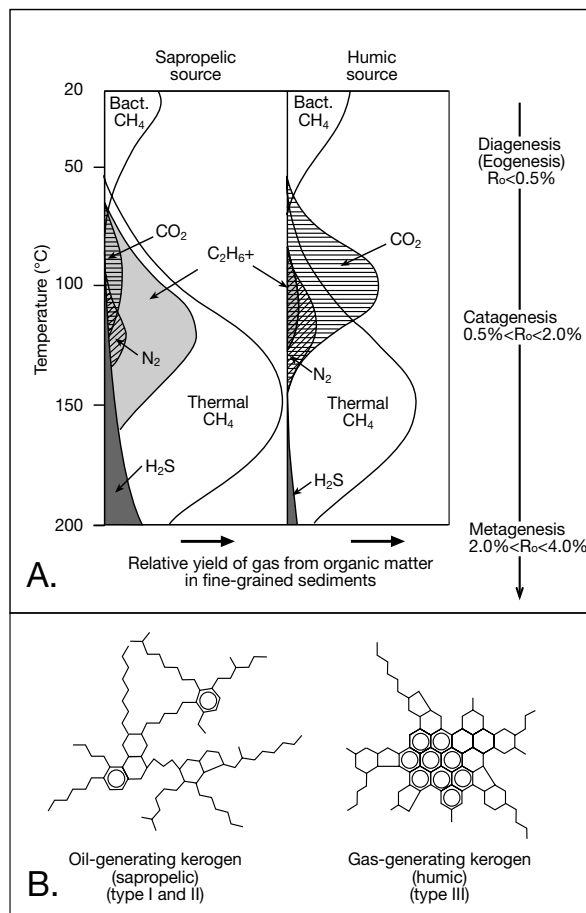 Sapropelic
source
Humic
source
20
50
100
150
200
Temperature (°C)
Bact.
CH₄
CO₂
C₂H₆+
N₂
Thermal
CH₄
H₂S
Bact.
CH₄
CO₂
N₂
Thermal
CH₄
H₂S
Diagenesis
(Eogenesis)
Rₒ<0.5%
Catagenesis
0.5%<Rₒ<2.0%
Metagenesis
2.0%<Rₒ<4.0%
Relative yield of gas from organic matter
in fine-grained sediments
A.
Oil-generating kerogen
(sapropelic)
(type I and II)
Gas-generating kerogen
(humic)
(type III)
B.